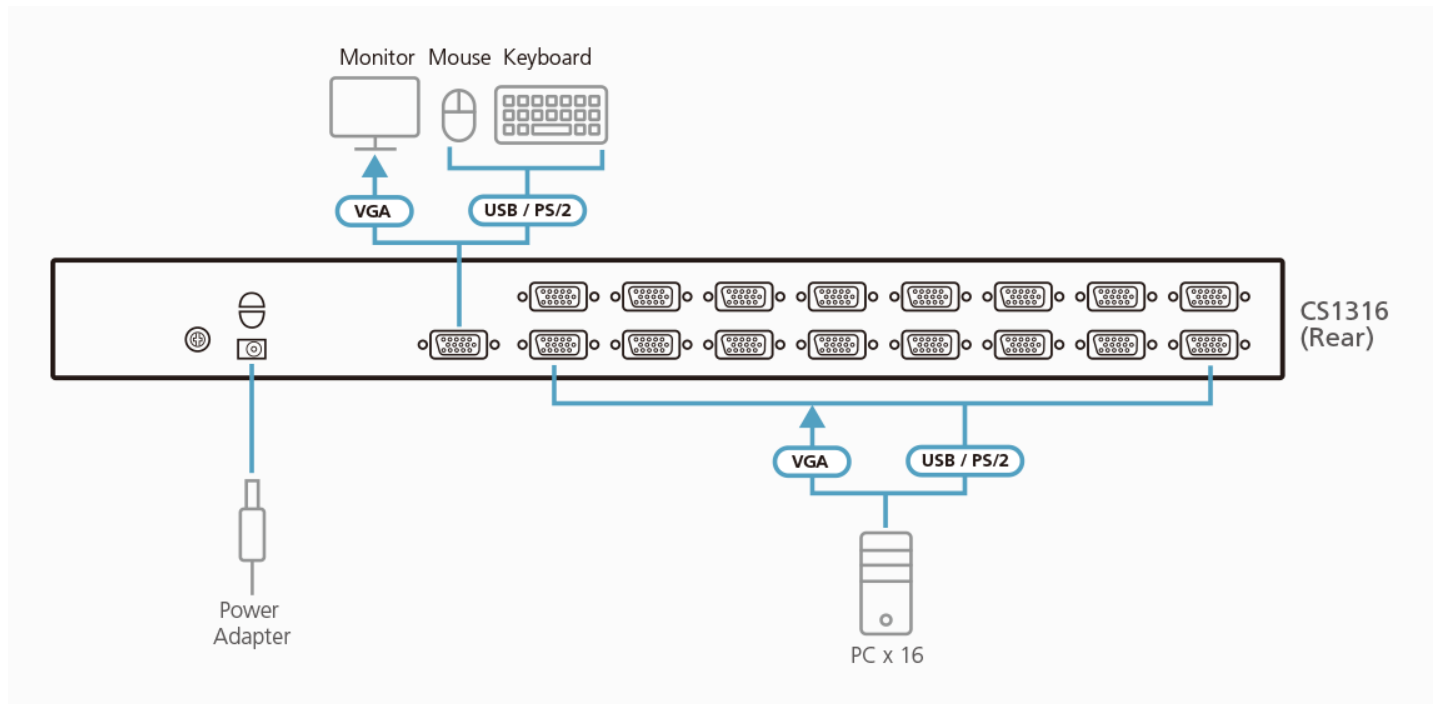 Monitor Mouse Keyboard
VGA
USB / PS/2
CS1316
(Rear)
VGA
USB / PS/2
Power
Adapter
PC x 16